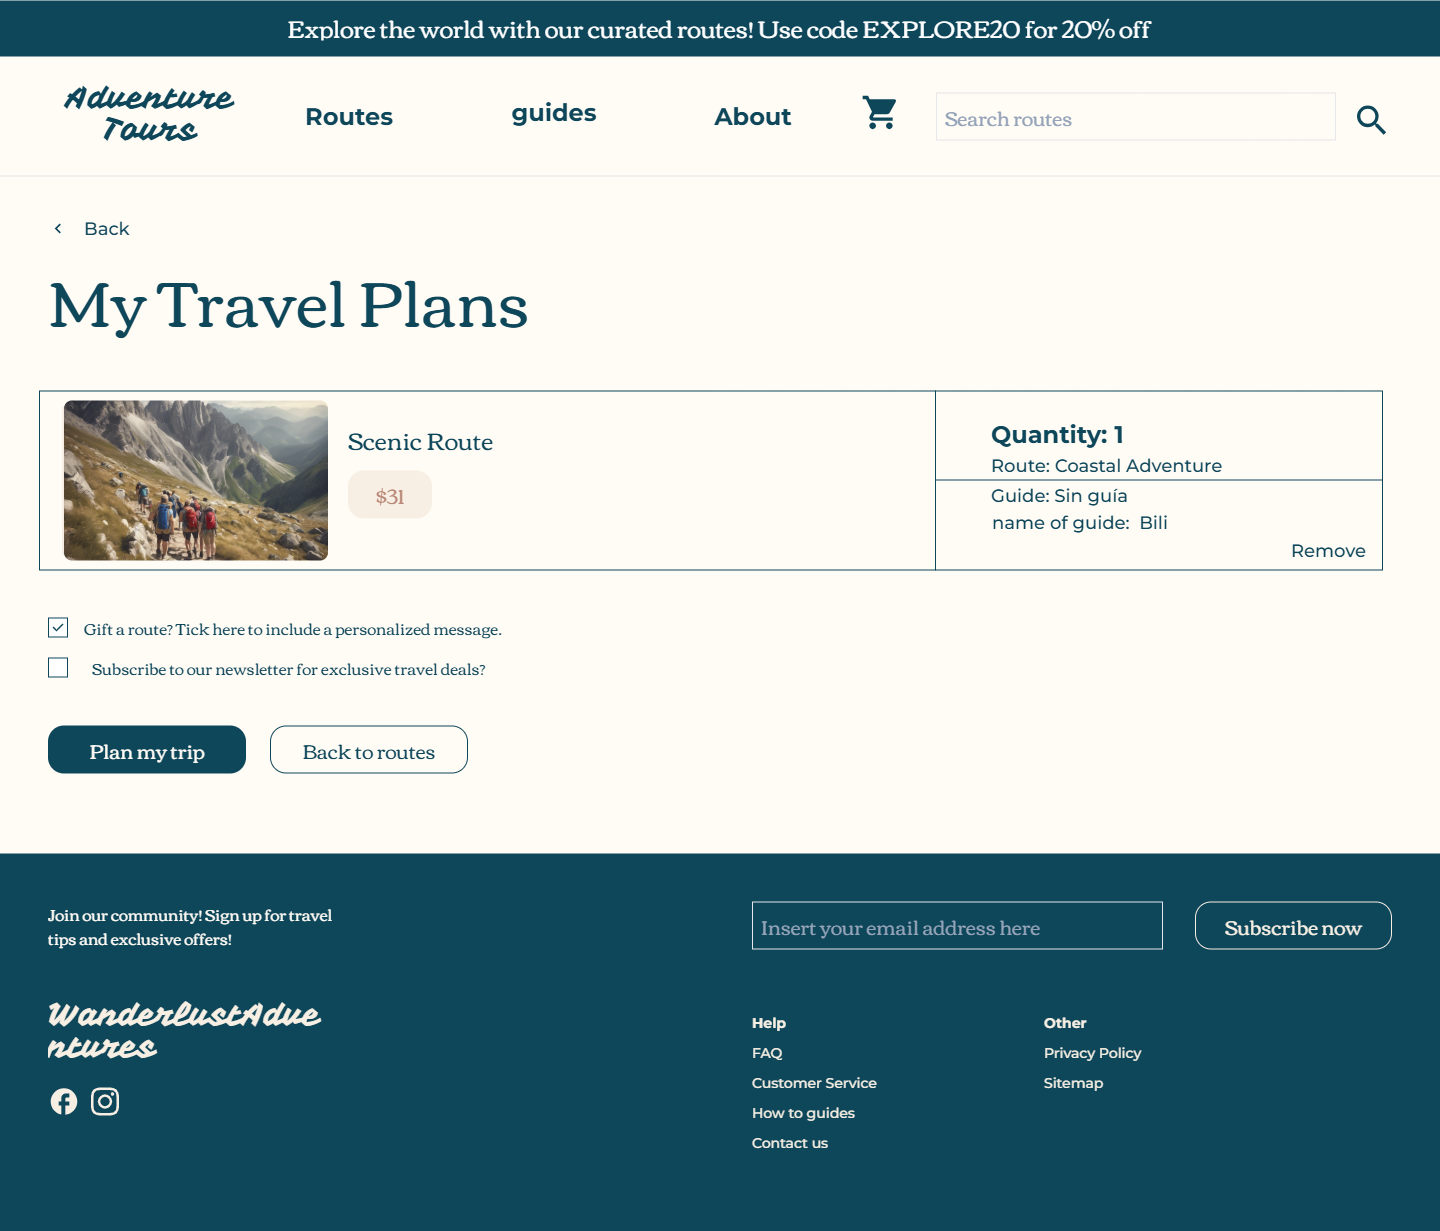 Explore the world with our curated routes! Use code EXPLORE20 for 20% off
Adventure
Tours
Routes
guides
About
Search routes
Back
My Travel Plans
Scenic Route
$31
Quantity: 1
Route: Coastal Adventure
Guide: Sin guía
name of guide: Bili
Remove
Gift a route? Tick here to include a personalized message.
Subscribe to our newsletter for exclusive travel deals?
Plan my trip
Back to routes
Join our community! Sign up for travel
tips and exclusive offers!
Insert your email address here
Subscribe now
WanderlustAdve
ntures
Help
FAQ
Customer Service
How to guides
Contact us
Other
Privacy Policy
Sitemap